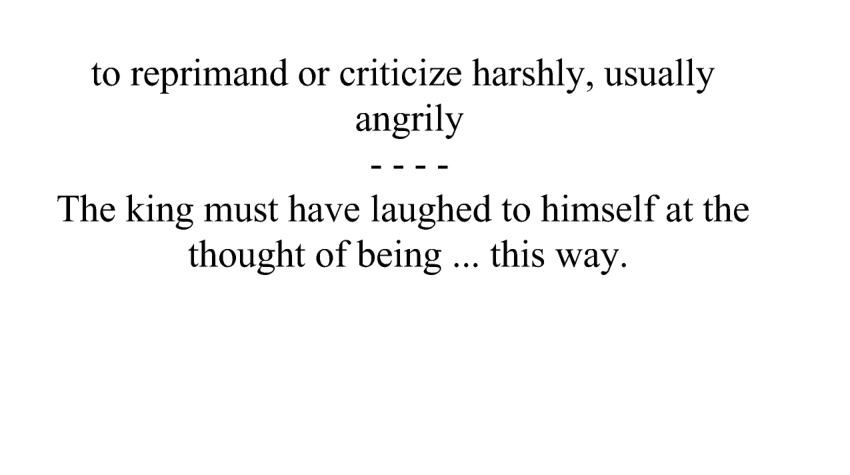 to reprimand or criticize harshly, usually
angrily
- - - -
The king must have laughed to himself at the
thought of being ... this way.